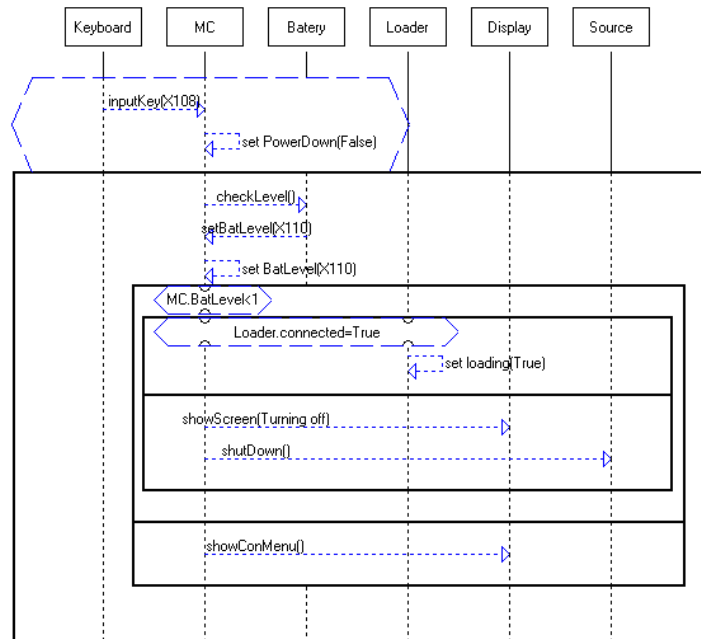 Keyboard
MC
Batery
Loader
Display
Source
inputKey(X108)
set PowerDown(False)
checkLevel()
setBatLevel(X110)
set BatLevel(X110)
MC.BatLevel<1
Loader.connected=True
set loading(True)
showScreen(Turning off)
shutDown()
showConMenu()